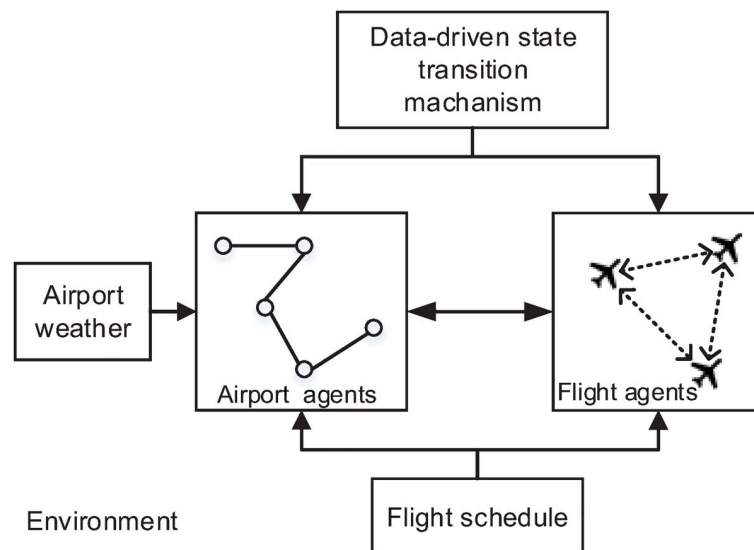 Data-driven state
transition
machanism
Airport
weather
Airport agents
Flight agents
Environment
Flight schedule